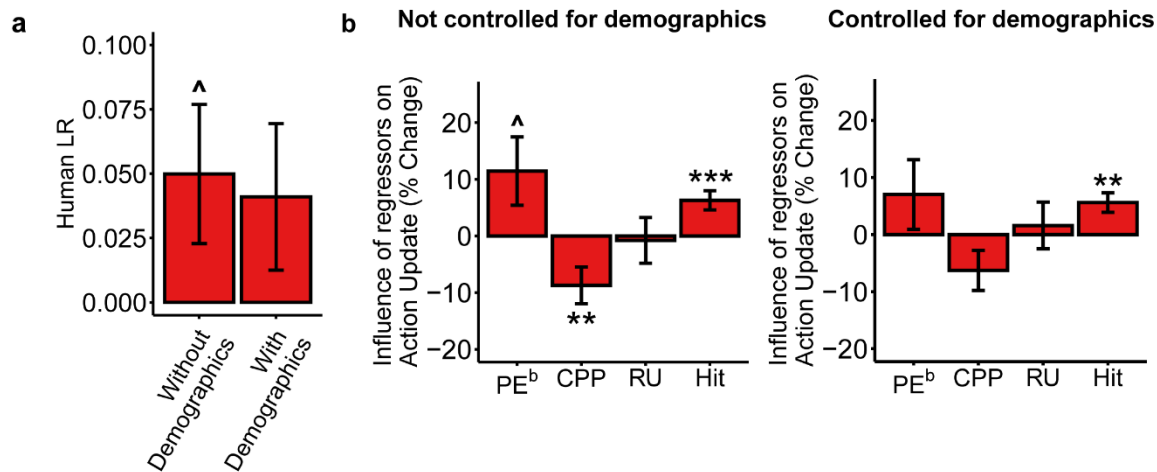 a
Human LR
0.100
0.075
0.050
0.025
0.000
^
Without
Demographics
With
Demographics
b
Not controlled for demographics
Influence of regressors on
Action Update (% Change)
20
10
0
−10
−20
^
**
***
PEᵇ
CPP
RU
Hit
Controlled for demographics
Influence of regressors on
Action Update (% Change)
20
10
0
−10
−20
**
PEᵇ
CPP
RU
Hit